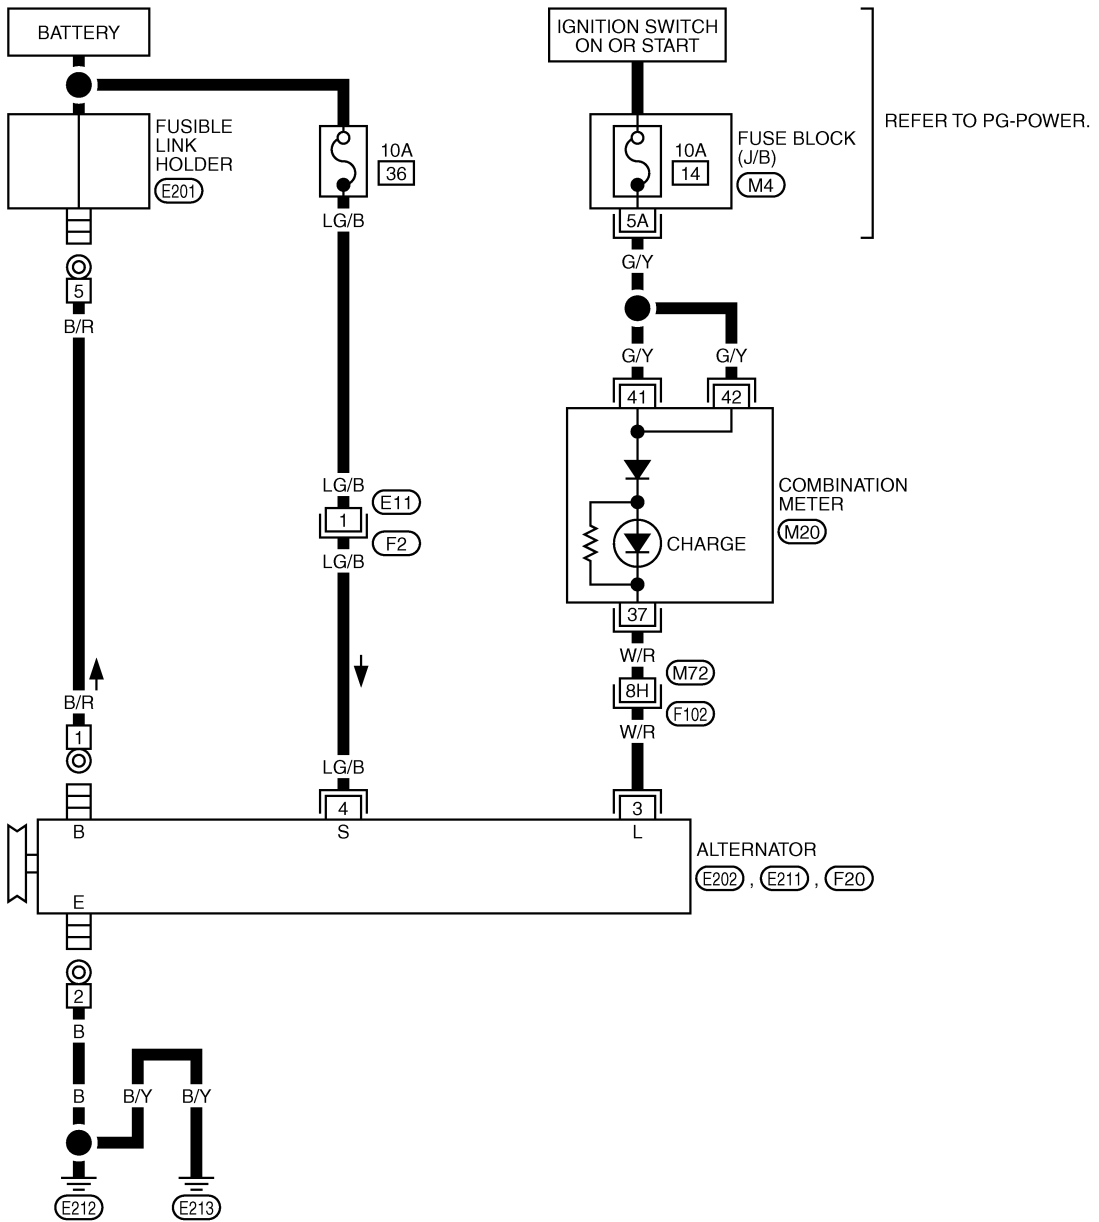 BATTERY
IGNITION SWITCH
ON OR START
FUSIBLE
LINK
HOLDER
E201
10A
36
10A
14
FUSE BLOCK
(J/B)
M4
REFER TO PG-POWER.
LG/B
5A
G/Y
5
B/R
G/Y
G/Y
41
42
LG/B
E11
1
F2
LG/B
COMBINATION
METER
M20
CHARGE
37
W/R
M72
8H
F102
W/R
B/R
1
LG/B
4
3
B
S
L
ALTERNATOR
E202 , E211 , F20
E
2
B
B
B/Y
B/Y
E212
E213